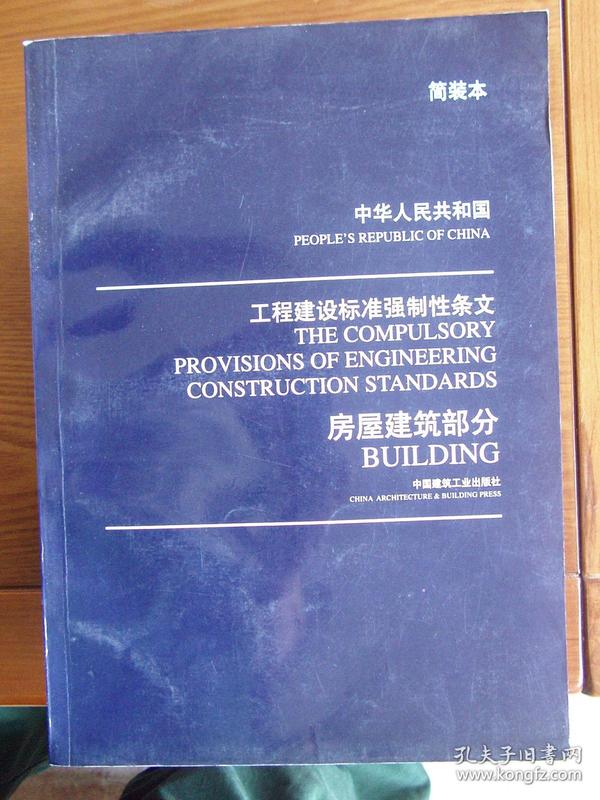 简装本
中华人民共和国
PEOPLE'S REPUBLIC OF CHINA
工程建设标准强制性条文
THE COMPULSORY
PROVISIONS OF ENGINEERING
CONSTRUCTION STANDARDS
房屋建筑部分
BUILDING
中国建筑工业出版社
CHINA ARCHITECTURE & BUILDING PRESS
孔夫子旧书网
www.kongfz.com